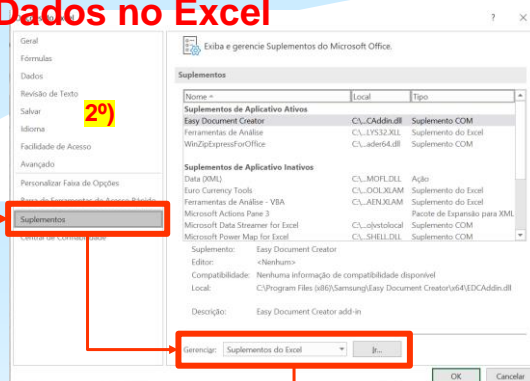 Dados no Excel
? ×
Geral
Fórmulas
Dados
Revisão de Texto
Salvar
Idioma
Facilidade de Acesso
Avançado
Personalizar Faixa de Opções
Barra de Ferramentas de Acesso Rápido
Suplementos
Central de Confiabilidade
2º)
Exiba e gerencie Suplementos do Microsoft Office.
Suplementos
Nome Local Tipo
Suplementos de Aplicativo Ativos
Easy Document Creator C:\...CAddin.dll Suplemento COM
Ferramentas de Análise C:\...LYS32.XLL Suplemento do Excel
WinZipExpressForOffice C:\...ader64.dll Suplemento COM
Suplementos de Aplicativo Inativos
Data (XML) C:\...MOFL.DLL Ação
Euro Currency Tools C:\...OOL.XLAM Suplemento do Excel
Ferramentas de Análise - VBA C:\...AEN.XLAM Suplemento do Excel
Microsoft Actions Pane 3 Pacote de Expansão para XML
Microsoft Data Streamer for Excel C:\...o|vstolocal Suplemento COM
Microsoft Power Map for Excel C:\...SHELL.DLL Suplemento COM
Suplemento: Easy Document Creator
Editor: <Nenhum>
Compatibilidade: Nenhuma informação de compatibilidade disponível
Local: C:\Program Files (x86)\Samsung\Easy Document Creator\x64\EDCAddin.dll
Descrição: Easy Document Creator add-in
Gerenciar: Suplementos do Excel Ir...
OK Cancelar